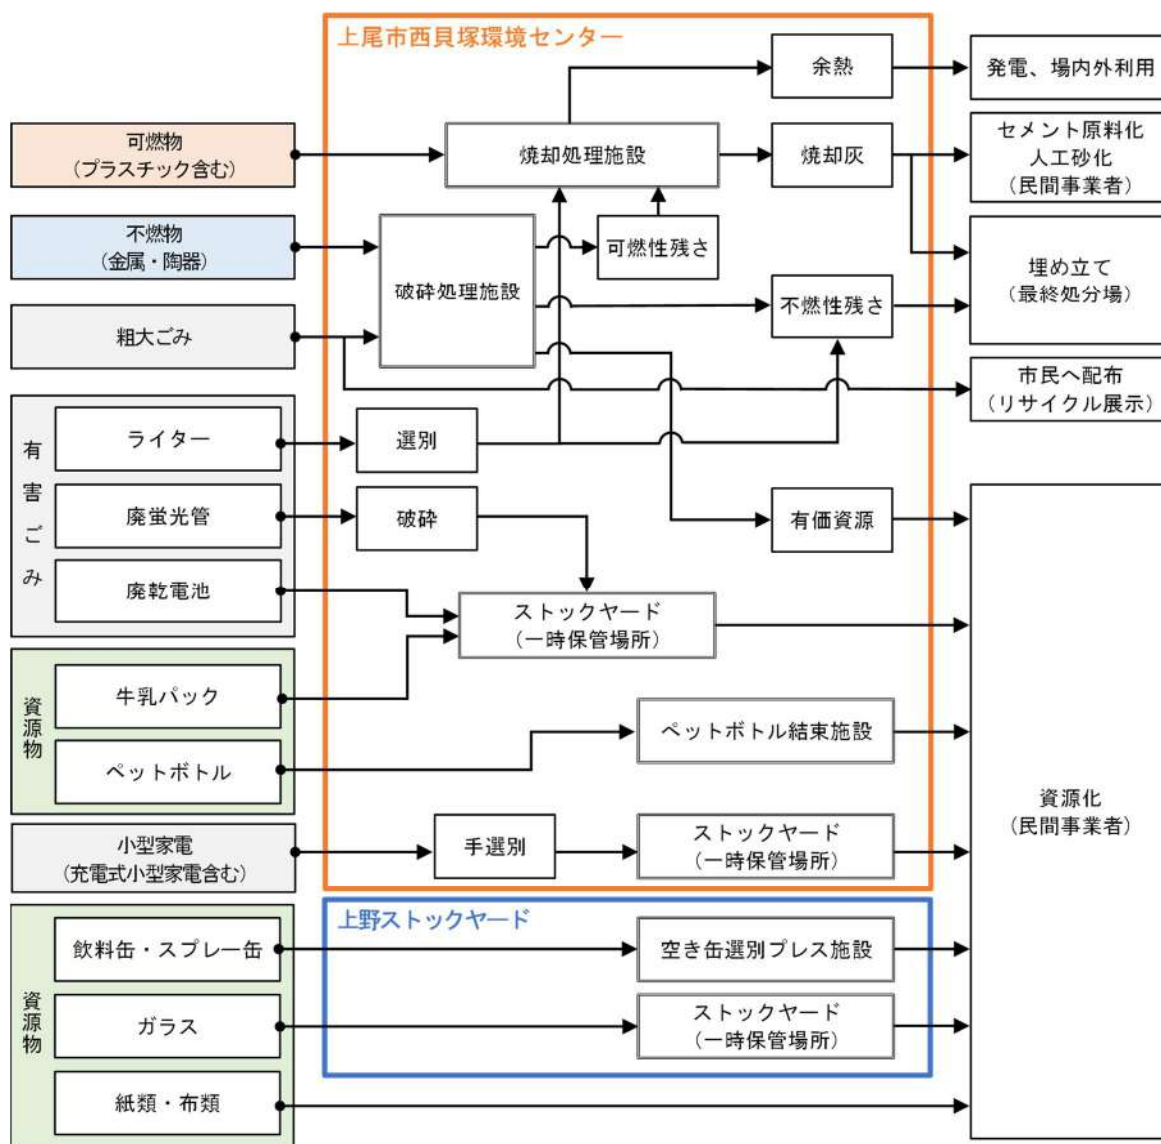 上尾市西貝塚環境センター
余熱
発電、場内外利用
可燃物
(プラスチック含む)
焼却処理施設
焼却灰
セメント原料化
人工砂化
(民間事業者)
不燃物
(金属・陶器)
破砕処理施設
可燃性残さ
不燃性残さ
埋め立て
(最終処分場)
粗大ごみ
市民へ配布
(リサイクル展示)
有害ごみ
ライター
選別
廃蛍光管
破砕
有価資源
廃乾電池
ストックヤード
(一時保管場所)
資源物
牛乳パック
ペットボトル
ペットボトル結束施設
資源化
(民間事業者)
小型家電
(充電式小型家電含む)
手選別
ストックヤード
(一時保管場所)
上野ストックヤード
資源物
飲料缶・スプレー缶
空き缶選別プレス施設
ガラス
ストックヤード
(一時保管場所)
紙類・布類